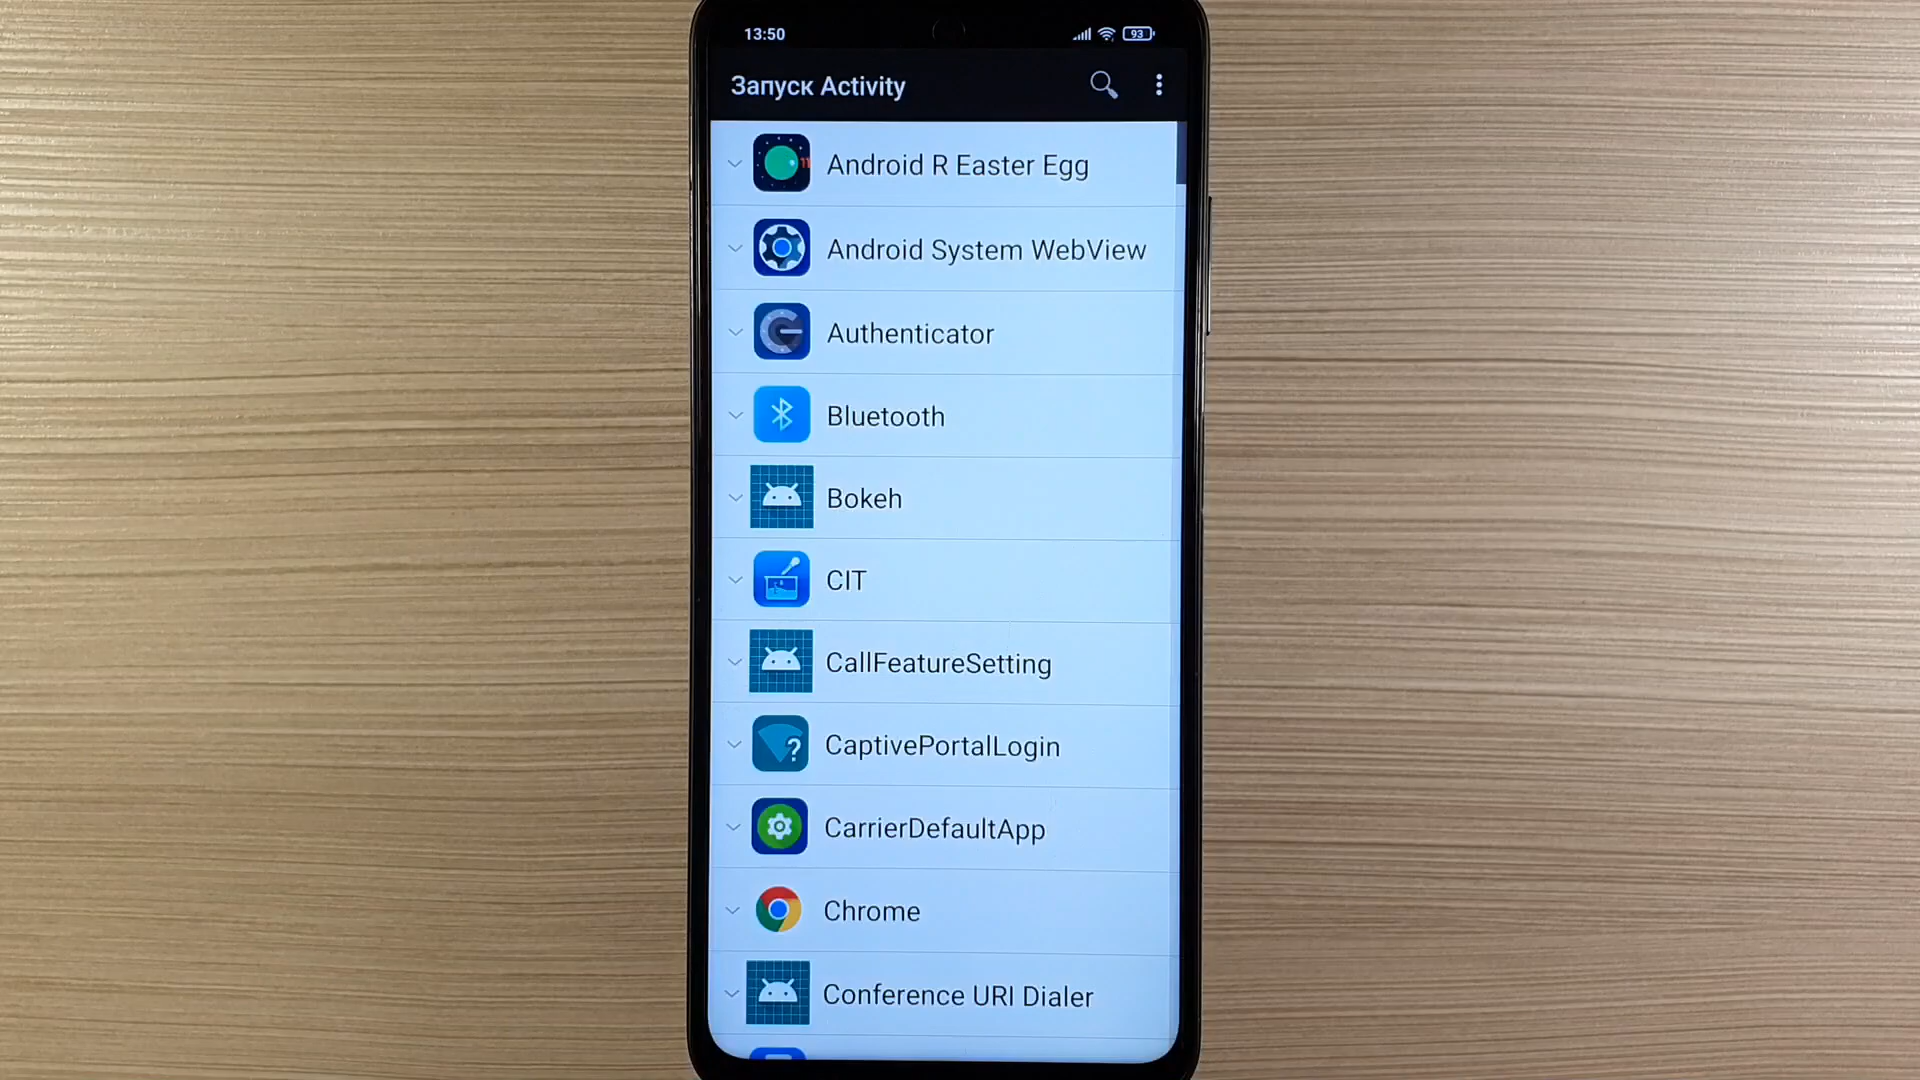 13:50
93
Запуск Activity
Android R Easter Egg
Android System WebView
Authenticator
Bluetooth
Bokeh
CIT
CallFeatureSetting
CaptivePortalLogin
CarrierDefaultApp
Chrome
Conference URI Dialer